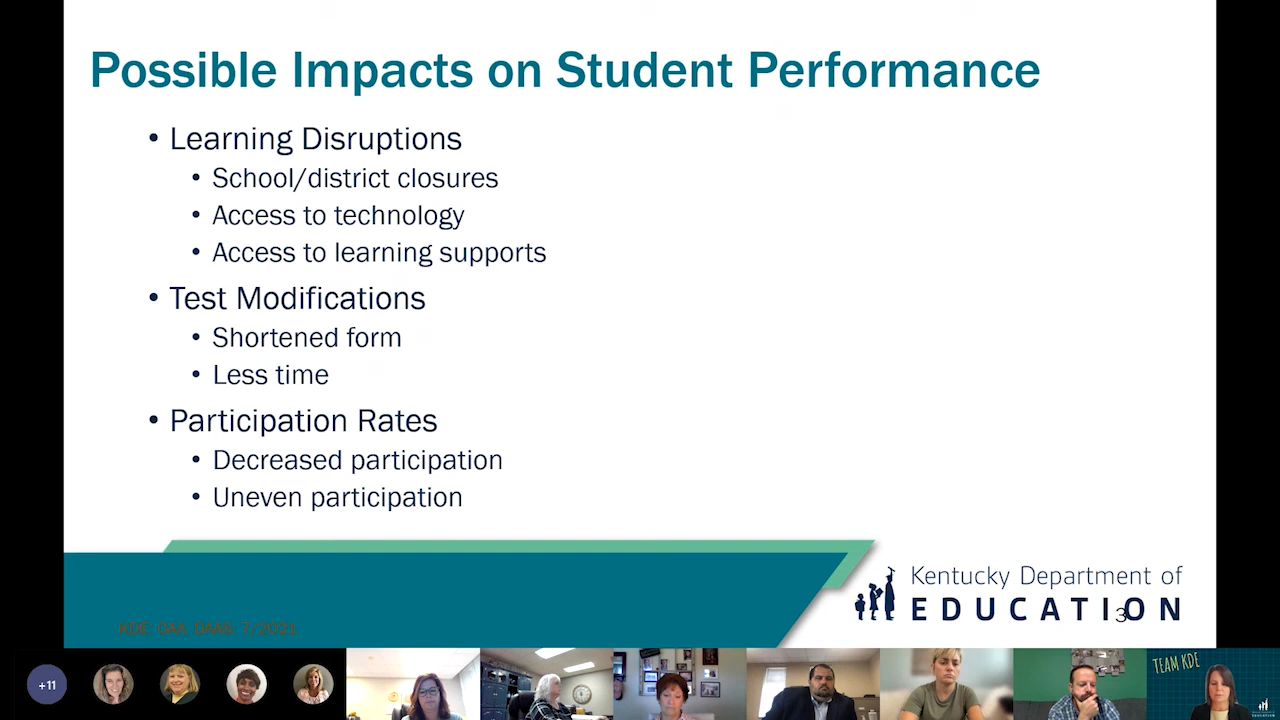 Possible Impacts on Student Performance
• Learning Disruptions
• School/district closures
• Access to technology
• Access to learning supports
• Test Modifications
• Shortened form
• Less time
• Participation Rates
• Decreased participation
• Uneven participation
Kentucky Department of
EDUCATION
3
KDE: OAA: DAAS: 7/2021
+11
TEAM KDE